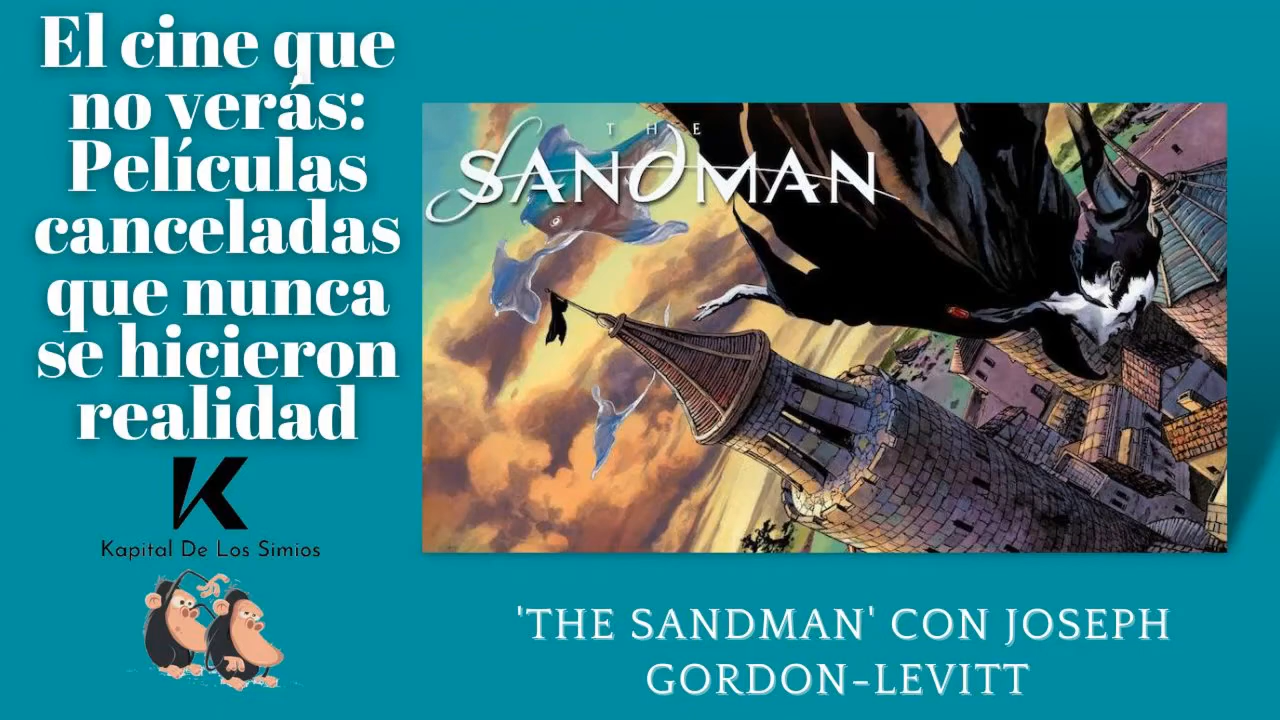 El cine que
no verás:
Películas
canceladas
que nunca
se hicieron
realidad
K
Kapital De Los Simios
THE
SANDMAN
'THE SANDMAN' CON JOSEPH
GORDON-LEVITT